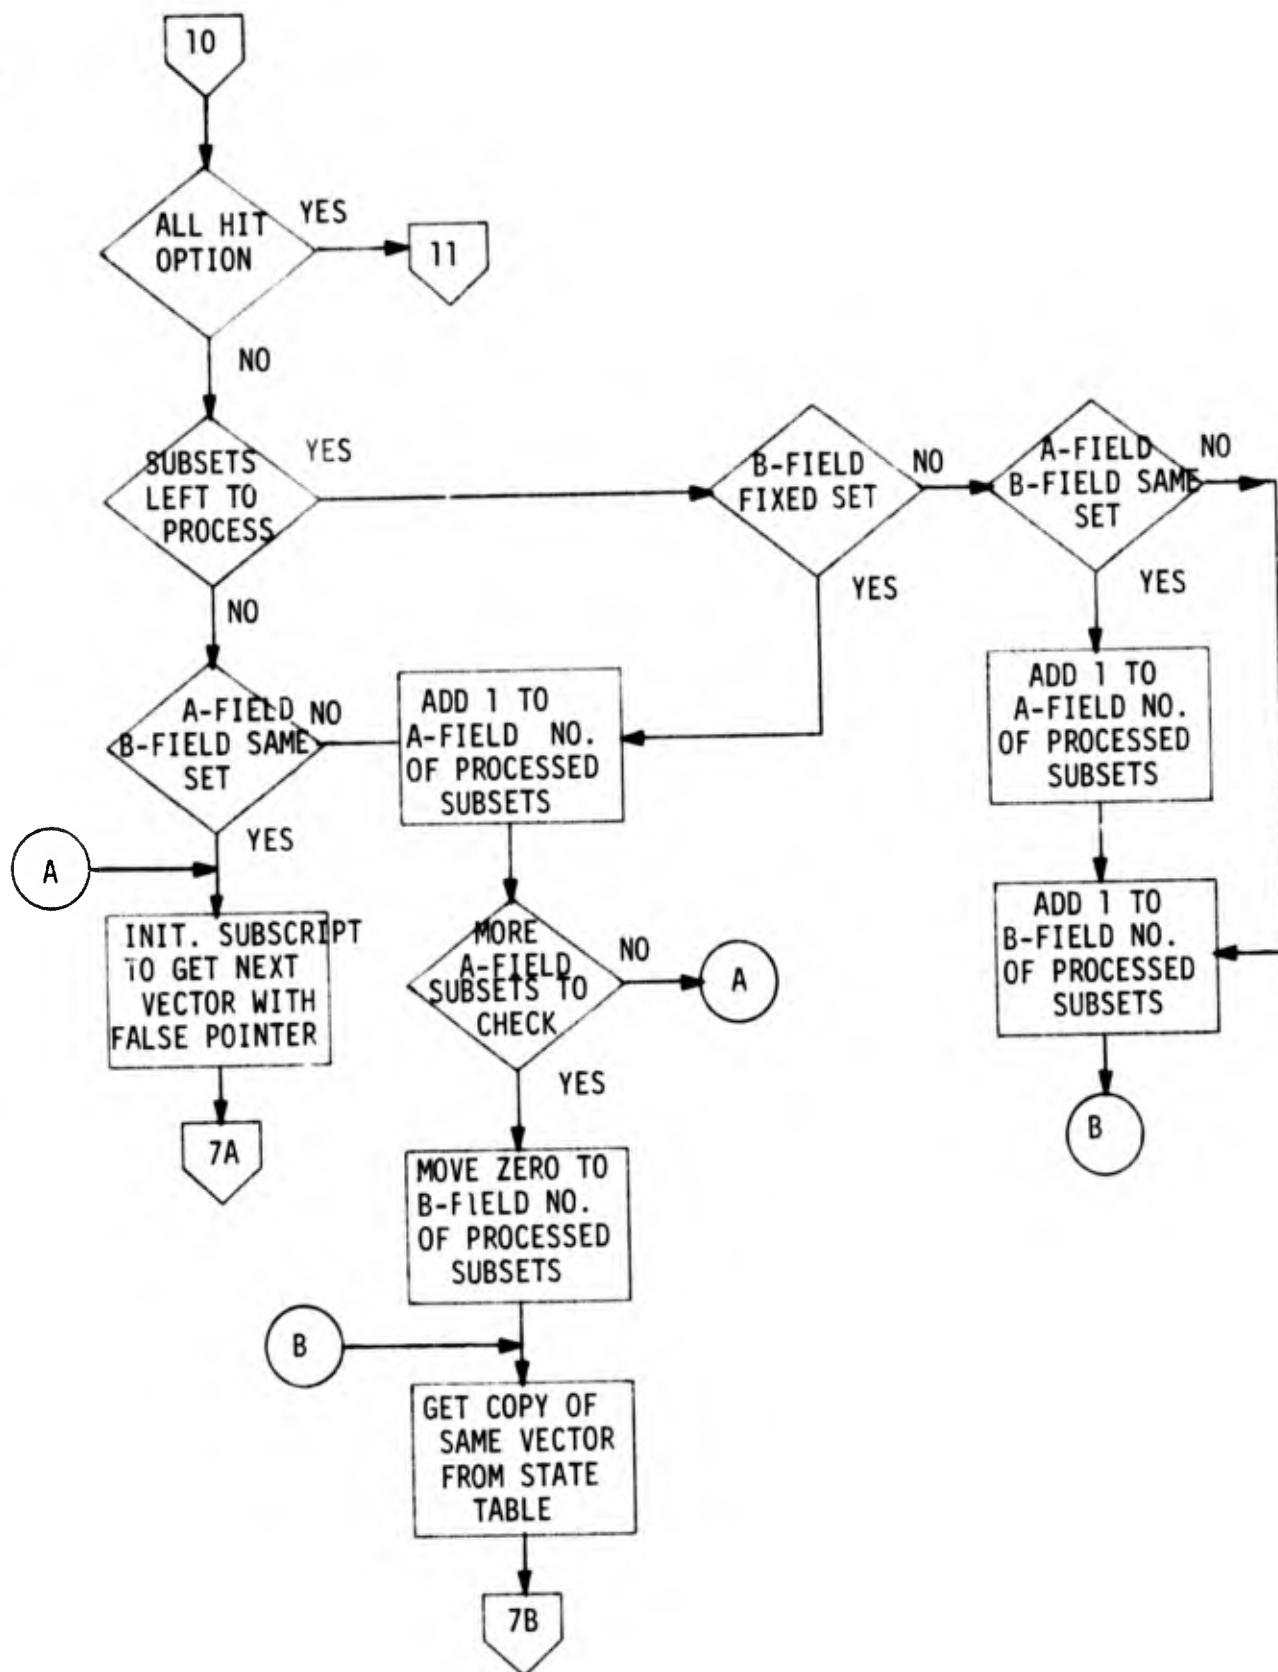 10
ALL HIT
OPTION
YES
11
NO
SUBSETS
LEFT TO
PROCESS
YES
B-FIELD
FIXED SET
NO
A-FIELD
B-FIELD SAME
SET
NO
YES
YES
NO
A-FIELD
B-FIELD SAME
SET
NO
ADD 1 TO
A-FIELD NO.
OF PROCESSED
SUBSETS
ADD 1 TO
A-FIELD NO.
OF PROCESSED
SUBSETS
YES
A
INIT. SUBSCRIPT
TO GET NEXT
VECTOR WITH
FALSE POINTER
7A
MORE
A-FIELD
SUBSETS TO
CHECK
NO
A
YES
ADD 1 TO
B-FIELD NO.
OF PROCESSED
SUBSETS
B
MOVE ZERO TO
B-FIELD NO.
OF PROCESSED
SUBSETS
B
GET COPY OF
SAME VECTOR
FROM STATE
TABLE
7B